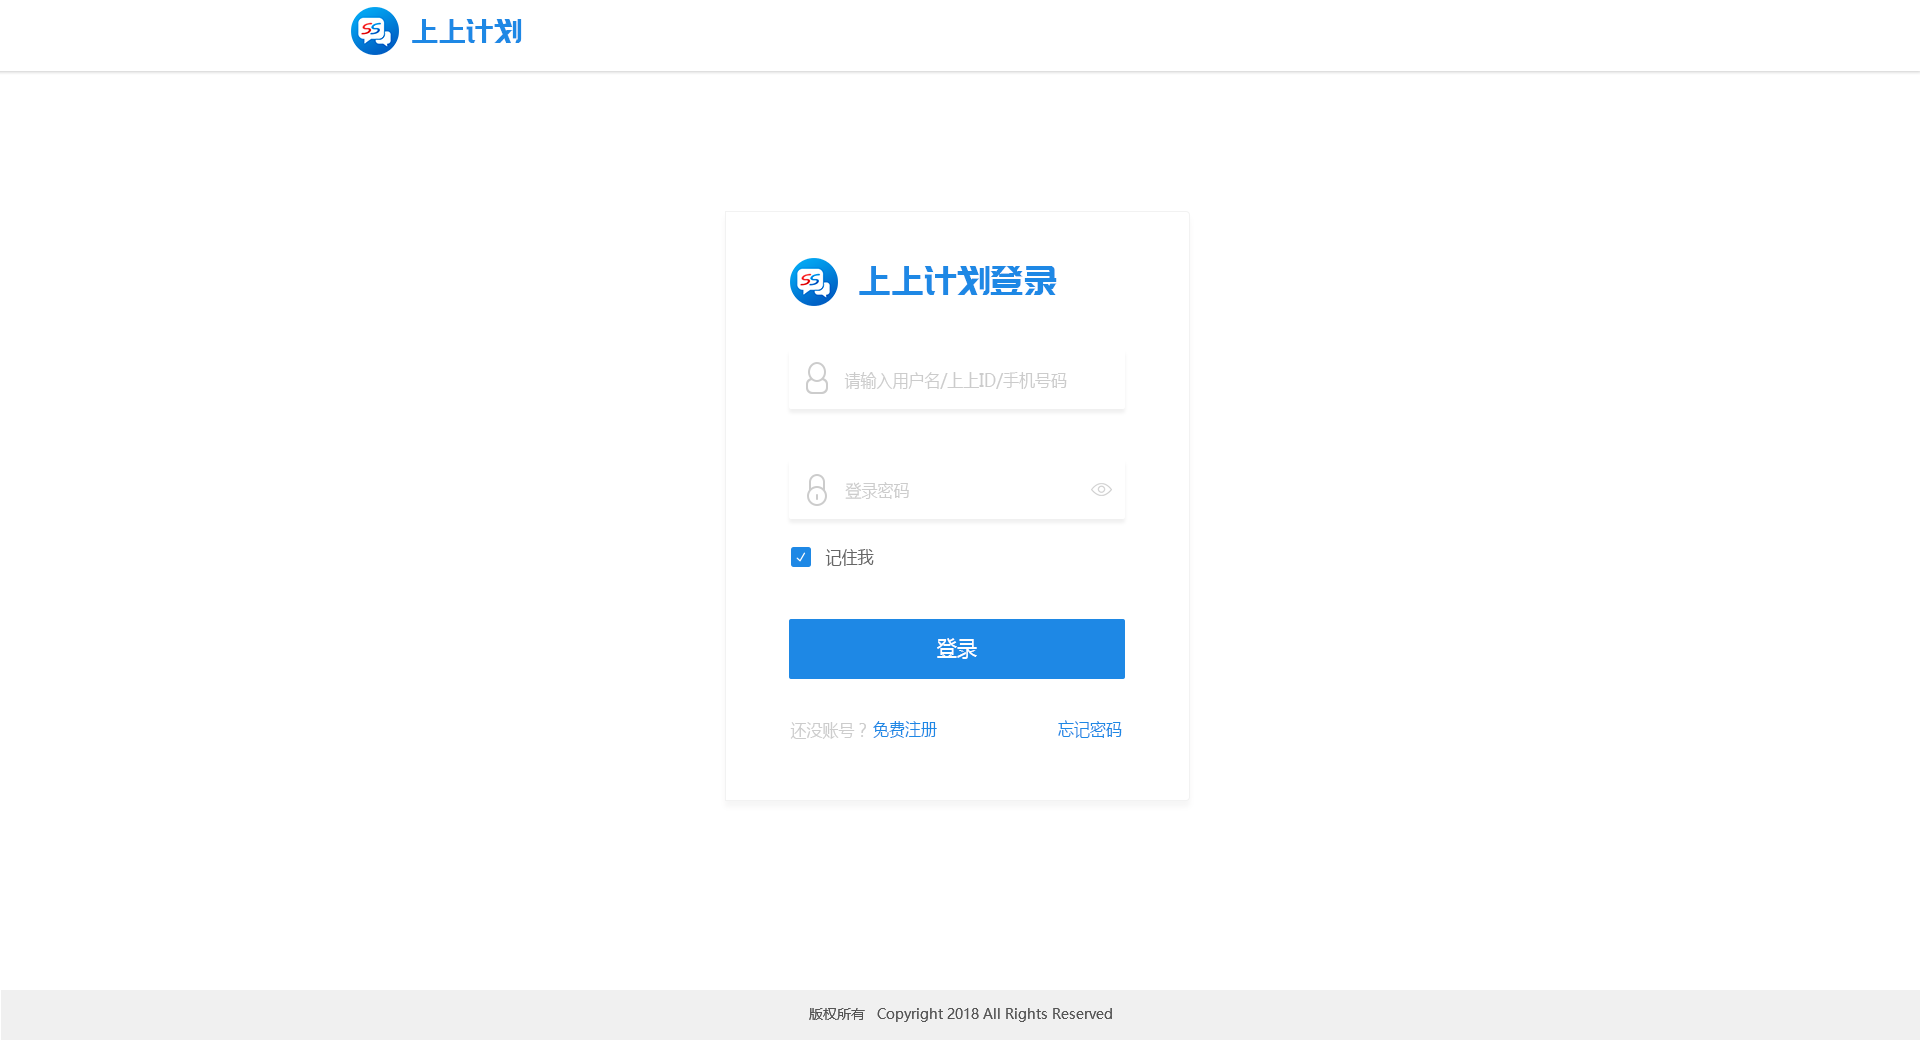 SS 上上计划
SS 上上计划登录
请输入用户名/上上ID/手机号码
登录密码
记住我
登录
还没账号？免费注册 忘记密码
版权所有 Copyright 2018 All Rights Reserved